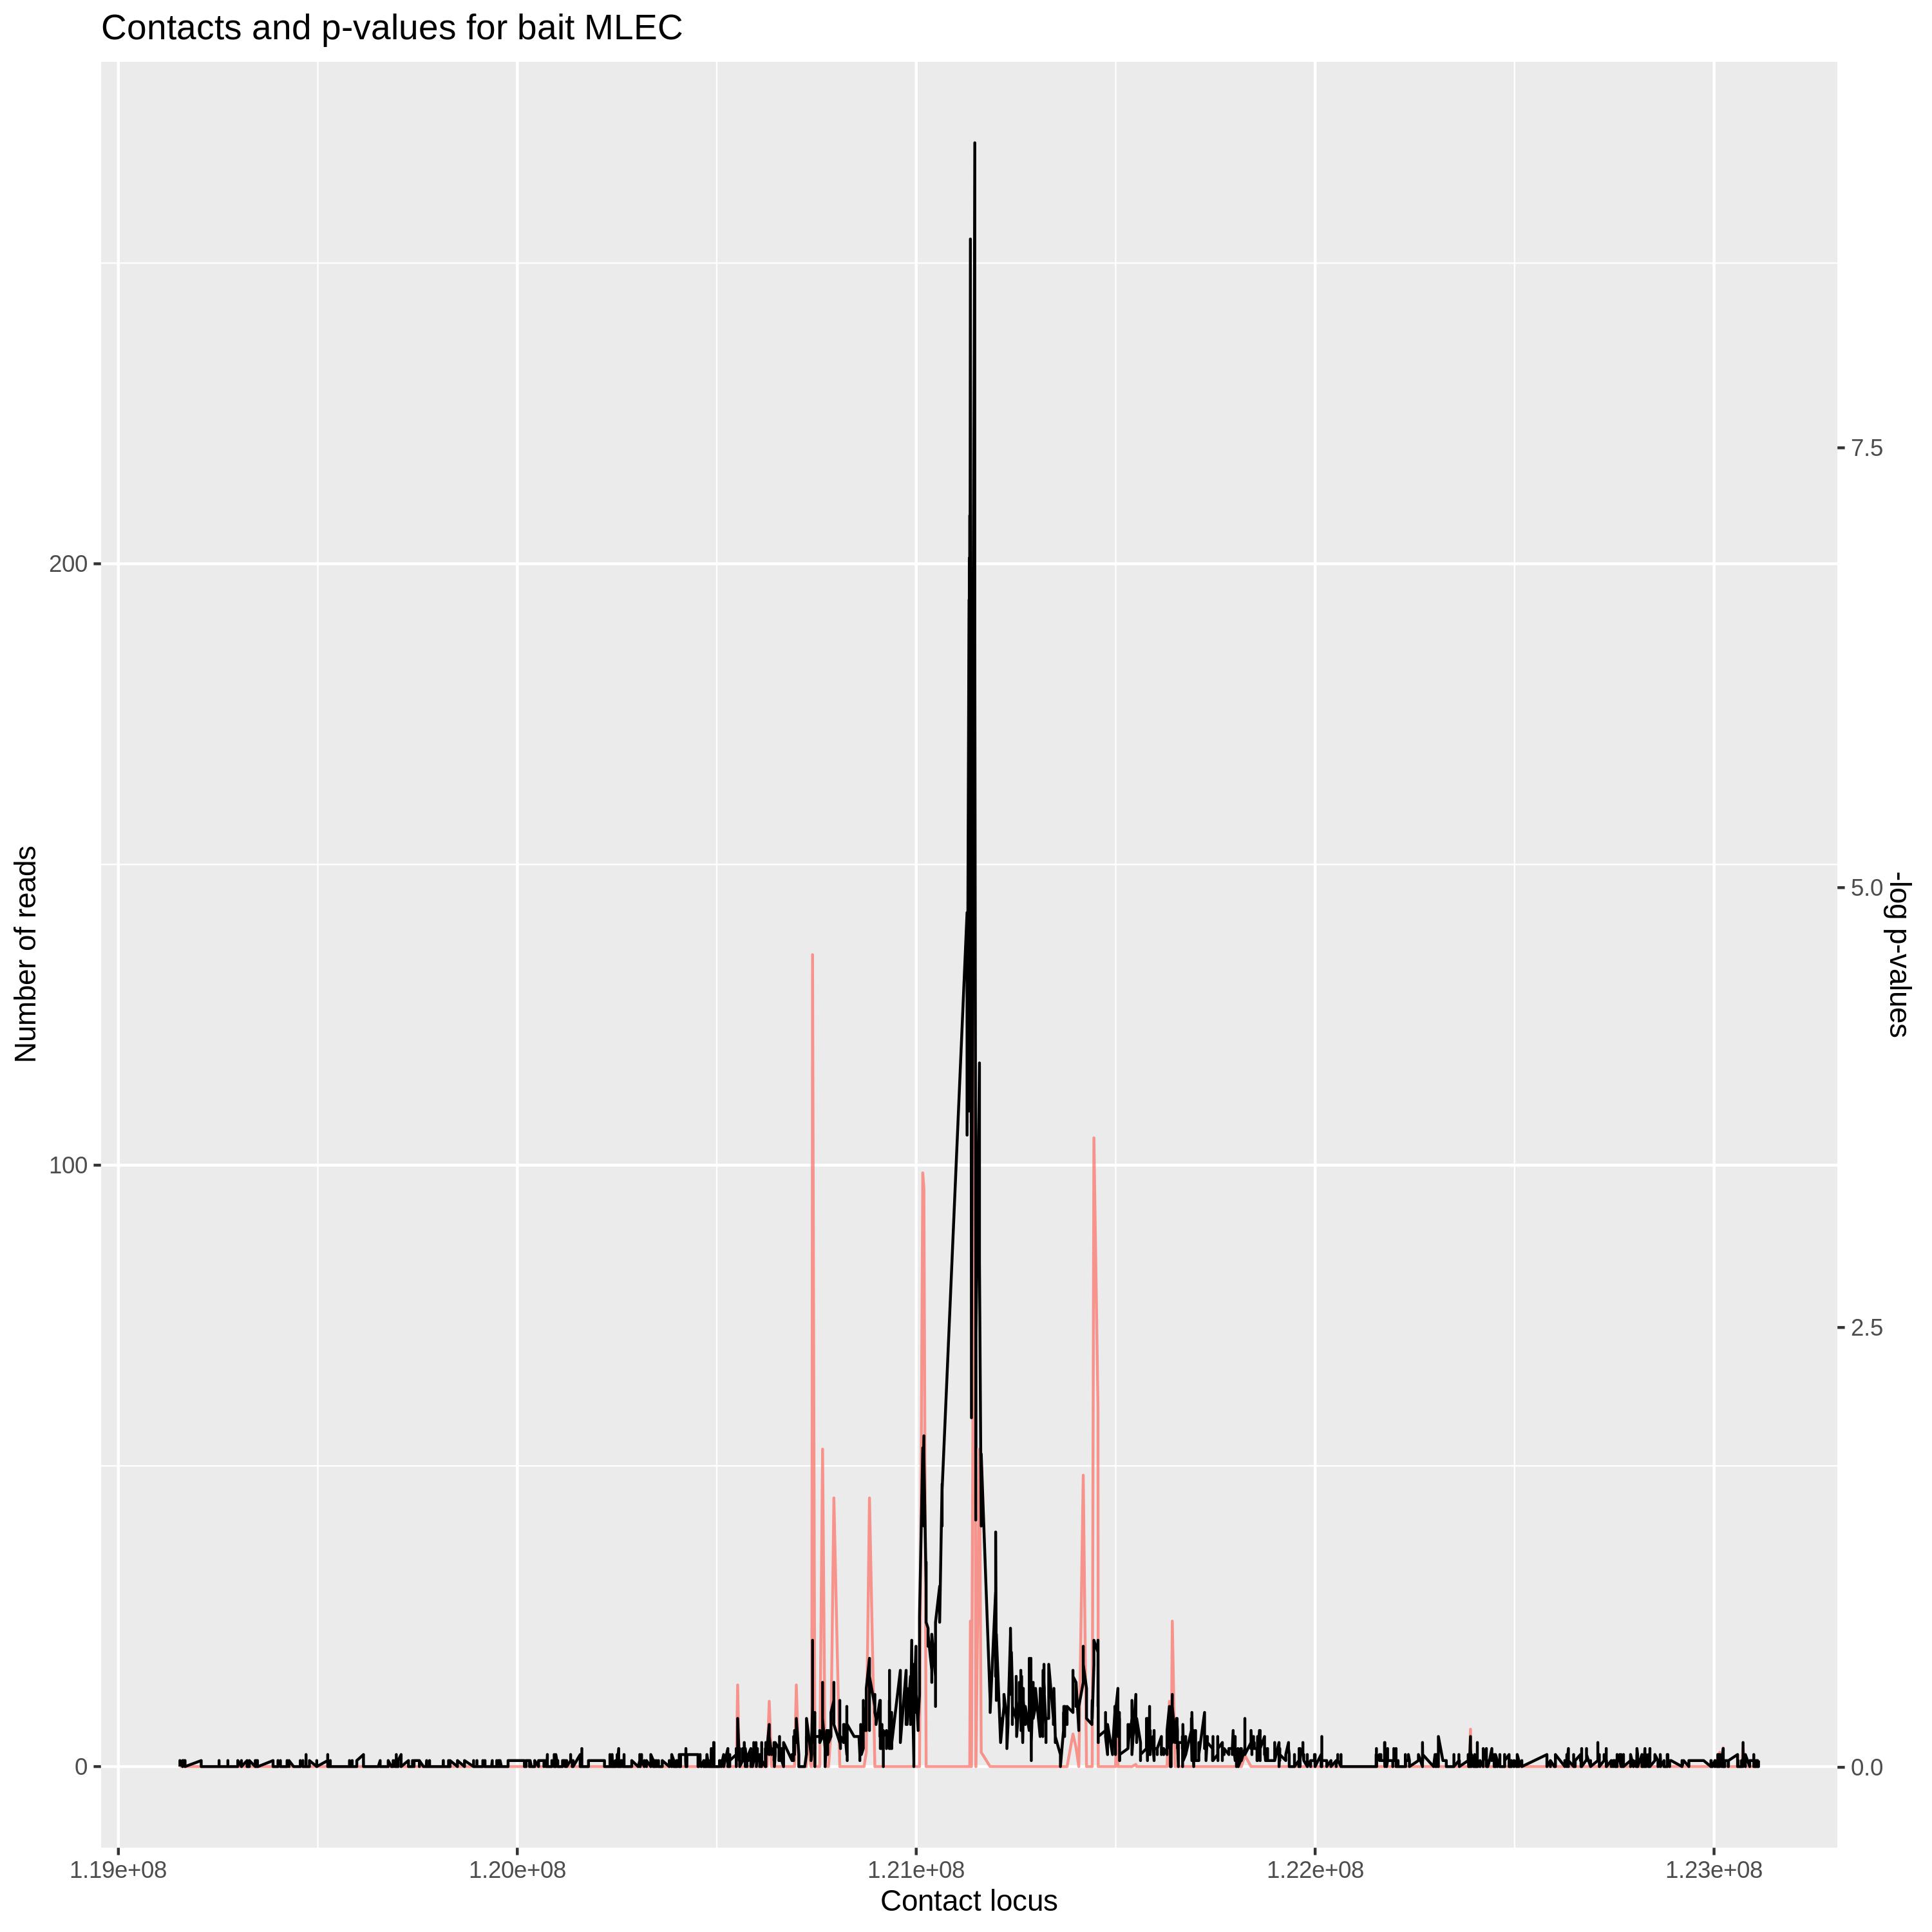 Contacts and p-values for bait MLEC
Number of reads
200
100
0
7.5
5.0
2.5
0.0
-log p-values
1.19e+08
1.20e+08
1.21e+08
1.22e+08
1.23e+08
Contact locus